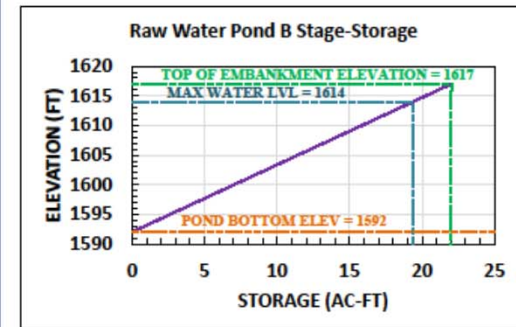 Raw Water Pond B Stage-Storage
ELEVATION (FT)
1620
1615
1610
1605
1600
1595
1590
TOP OF EMBANKMENT ELEVATION = 1617
MAX WATER LVL = 1614
POND BOTTOM ELEV = 1592
0 5 10 15 20 25
STORAGE (AC-FT)